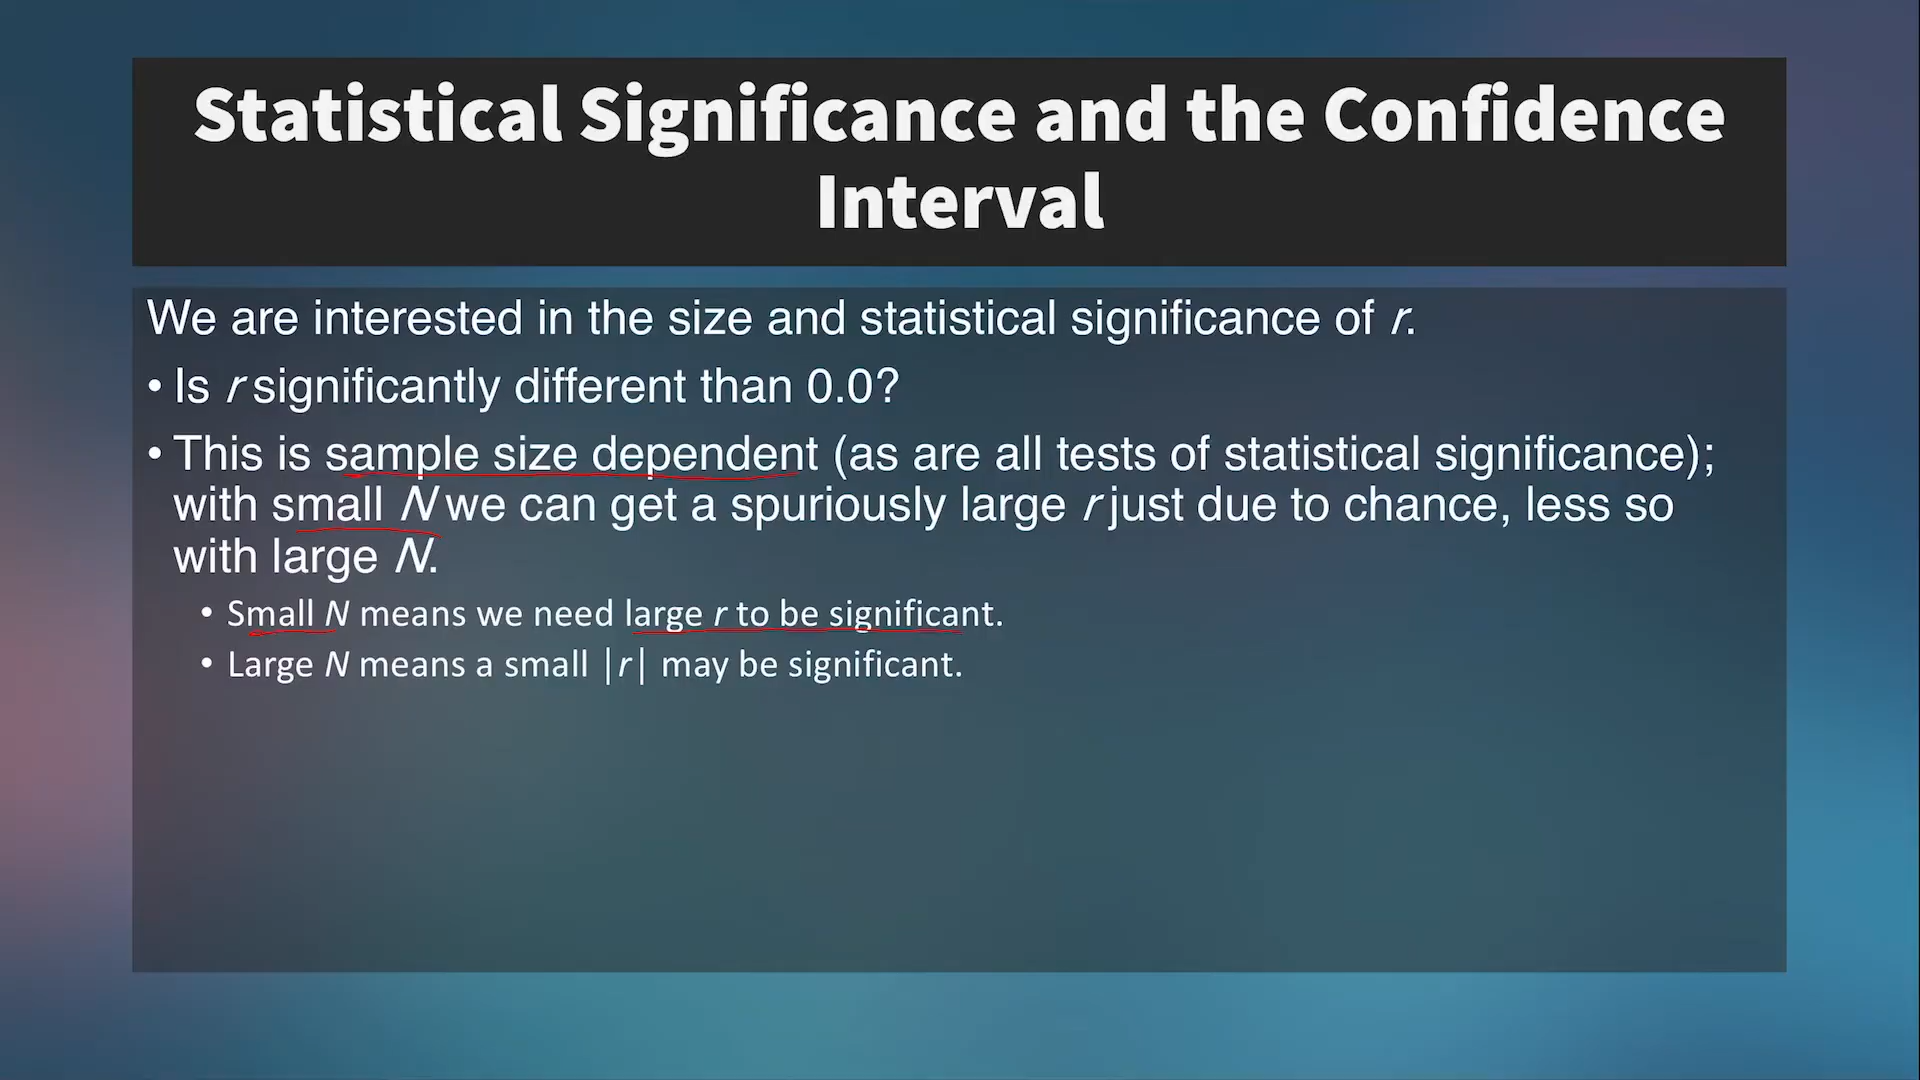 Statistical Significance and the Confidence
Interval
We are interested in the size and statistical significance of r.
• Is r significantly different than 0.0?
• This is sample size dependent (as are all tests of statistical significance);
with small N we can get a spuriously large r just due to chance, less so
with large N.
• Small N means we need large r to be significant.
• Large N means a small |r| may be significant.